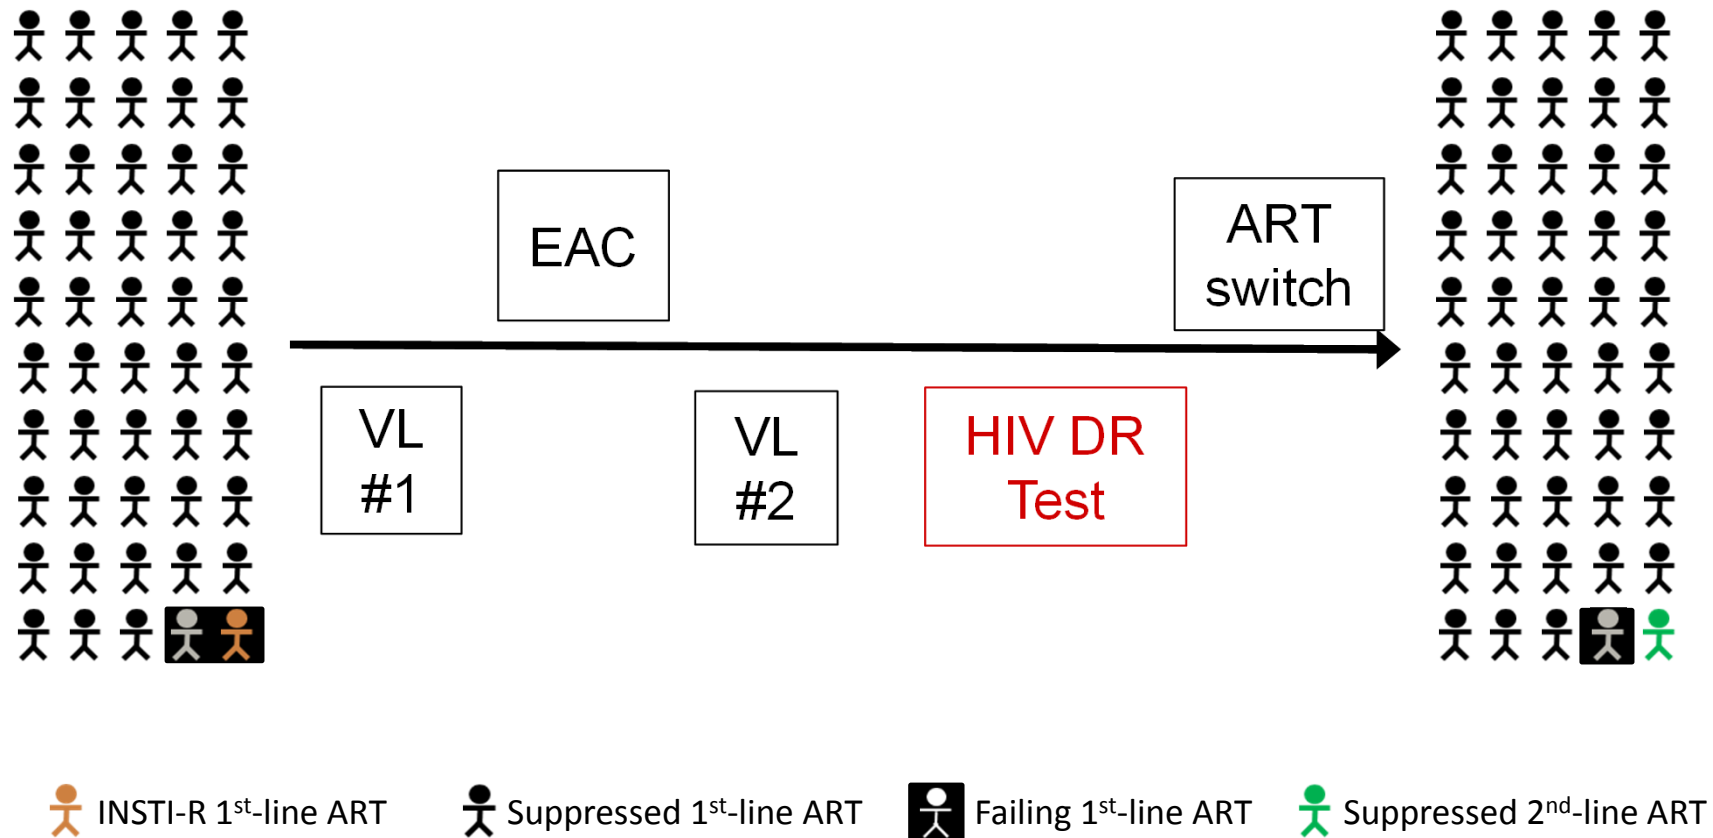 EAC
ART
switch
VL
#1
VL
#2
HIV DR
Test
INSTI-R 1st-line ART
Suppressed 1st-line ART
Failing 1st-line ART
Suppressed 2nd-line ART